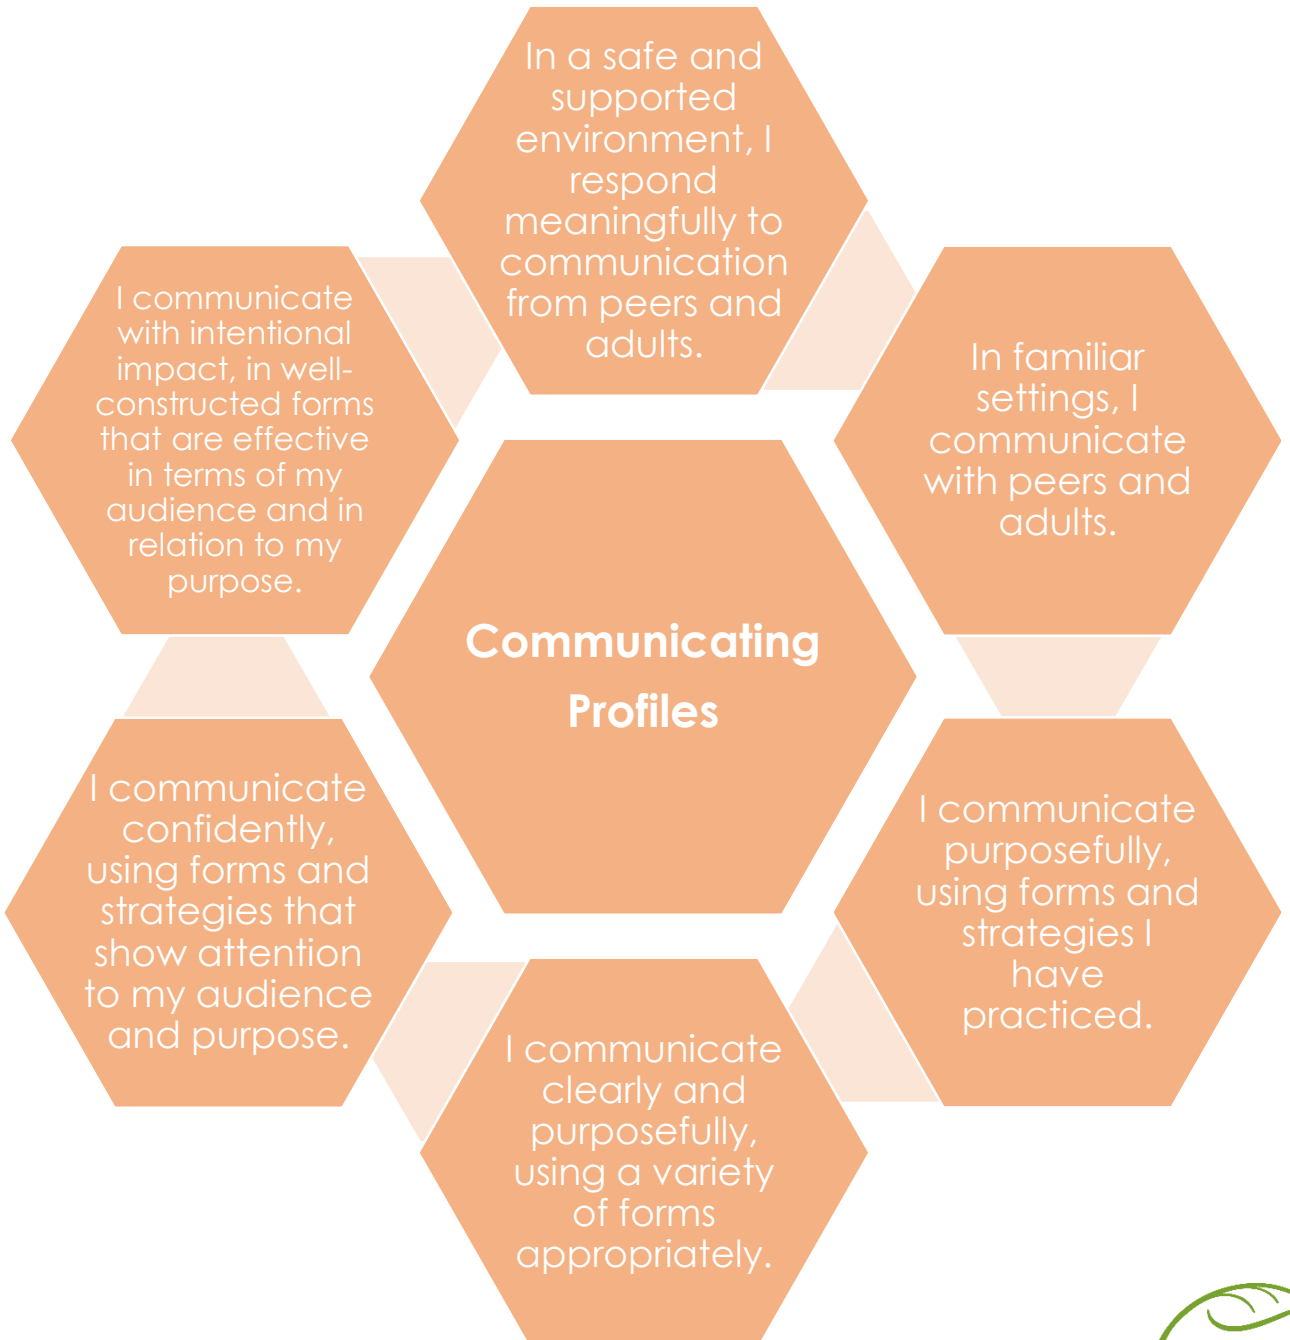 In a safe and
supported
environment, I
respond
meaningfully to
communication
from peers and
adults.
In familiar
settings, I
communicate
with peers and
adults.
I communicate
purposefully,
using forms and
strategies I
have
practiced.
I communicate
clearly and
purposefully,
using a variety
of forms
appropriately.
I communicate
confidently,
using forms and
strategies that
show attention
to my audience
and purpose.
I communicate
with intentional
impact, in well-
constructed forms
that are effective
in terms of my
audience and in
relation to my
purpose.
Communicating
Profiles